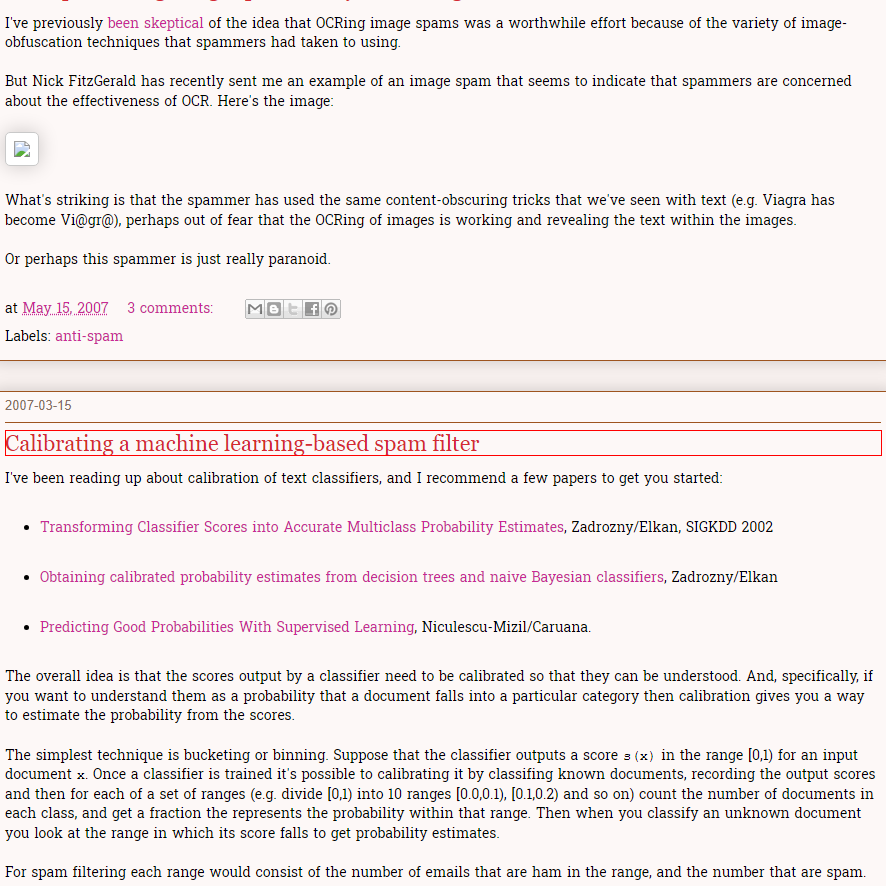 I've previously been skeptical of the idea that OCRing image spams was a worthwhile effort because of the variety of image-
obfuscation techniques that spammers had taken to using.
But Nick FitzGerald has recently sent me an example of an image spam that seems to indicate that spammers are concerned
about the effectiveness of OCR. Here's the image:
What's striking is that the spammer has used the same content-obscuring tricks that we've seen with text (e.g. Viagra has
become Vi@gr@), perhaps out of fear that the OCRing of images is working and revealing the text within the images.
Or perhaps this spammer is just really paranoid.
at May 15, 2007 3 comments:
Labels: anti-spam
2007-03-15
Calibrating a machine learning-based spam filter
I've been reading up about calibration of text classifiers, and I recommend a few papers to get you started:
• Transforming Classifier Scores into Accurate Multiclass Probability Estimates, Zadrozny/Elkan, SIGKDD 2002
• Obtaining calibrated probability estimates from decision trees and naive Bayesian classifiers, Zadrozny/Elkan
• Predicting Good Probabilities With Supervised Learning, Niculescu-Mizil/Caruana.
The overall idea is that the scores output by a classifier need to be calibrated so that they can be understood. And, specifically, if
you want to understand them as a probability that a document falls into a particular category then calibration gives you a way
to estimate the probability from the scores.
The simplest technique is bucketing or binning. Suppose that the classifier outputs a score s(x) in the range [0,1) for an input
document x. Once a classifier is trained it's possible to calibrating it by classifing known documents, recording the output scores
and then for each of a set of ranges (e.g. divide [0,1) into 10 ranges [0.0,0.1), [0.1,0.2) and so on) count the number of documents in
each class, and get a fraction the represents the probability within that range. Then when you classify an unknown document
you look at the range in which its score falls to get probability estimates.
For spam filtering each range would consist of the number of emails that are ham in the range, and the number that are spam.